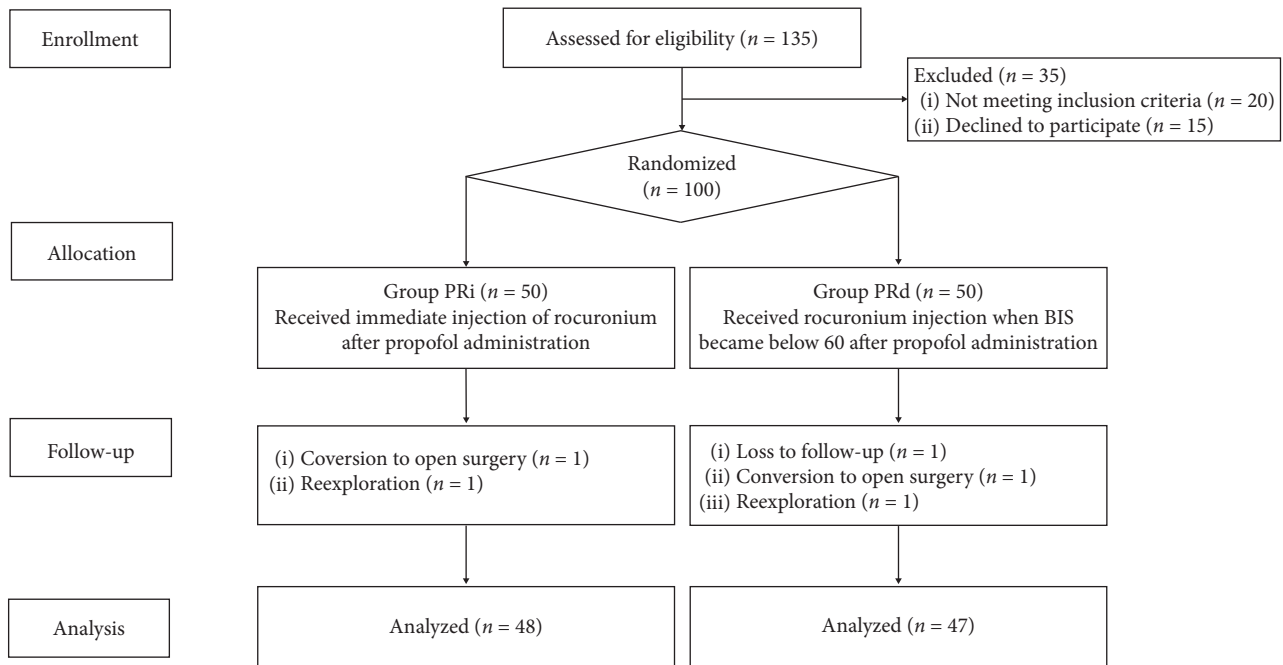 Enrollment
Assessed for eligibility (n = 135)
Excluded (n = 35)
(i) Not meeting inclusion criteria (n = 20)
(ii) Declined to participate (n = 15)
Randomized
(n = 100)
Allocation
Group PRi (n = 50)
Received immediate injection of rocuronium
after propofol administration
Group PRd (n = 50)
Received rocuronium injection when BIS
became below 60 after propofol administration
Follow-up
(i) Coversion to open surgery (n = 1)
(ii) Reexploration (n = 1)
(i) Loss to follow-up (n = 1)
(ii) Conversion to open surgery (n = 1)
(iii) Reexploration (n = 1)
Analysis
Analyzed (n = 48)
Analyzed (n = 47)